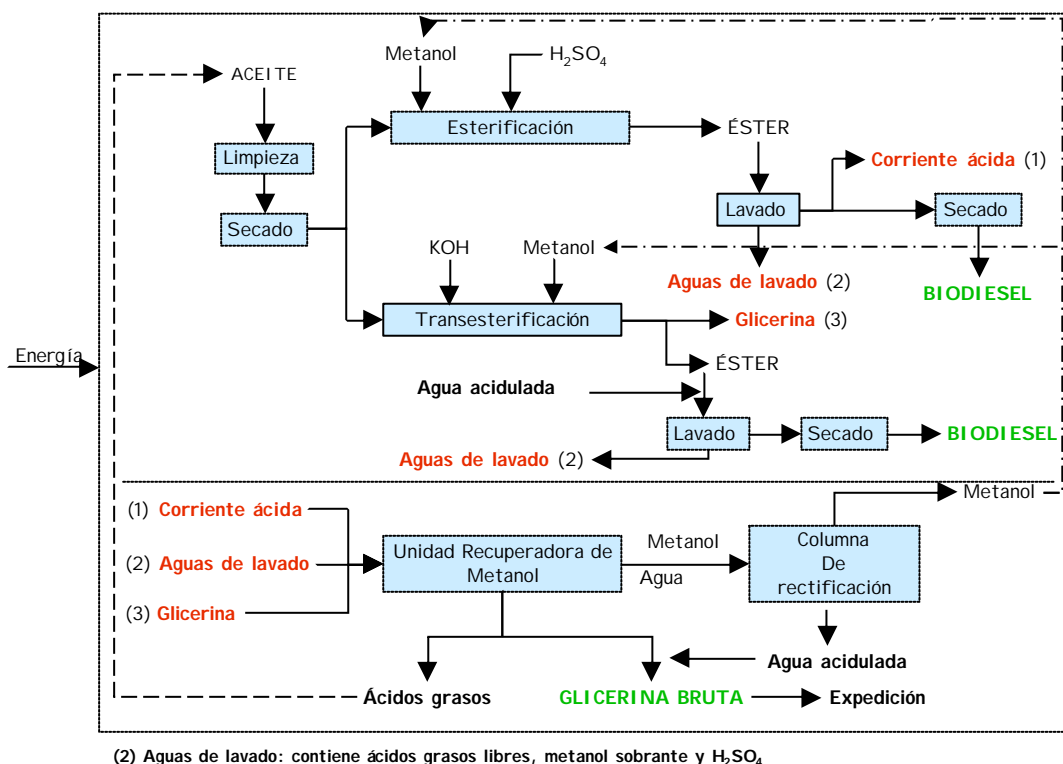 Metanol
H₂SO₄
ACEITE
Esterificación
ÉSTER
Limpieza
Corriente ácida (1)
Secado
Lavado
Secado
KOH
Metanol
Aguas de lavado (2)
BIODIESEL
Transesterificación
Glicerina (3)
Energía
ÉSTER
Agua acidulada
Lavado
Secado
BIODIESEL
Aguas de lavado (2)
Metanol
(1) Corriente ácida
Unidad Recuperadora de
Metanol
Metanol
Agua
Columna
De
rectificación
(2) Aguas de lavado
(3) Glicerina
Agua acidulada
Ácidos grasos
GLICERINA BRUTA
Expedición
(2) Aguas de lavado: contiene ácidos grasos libres, metanol sobrante y H₂SO₄